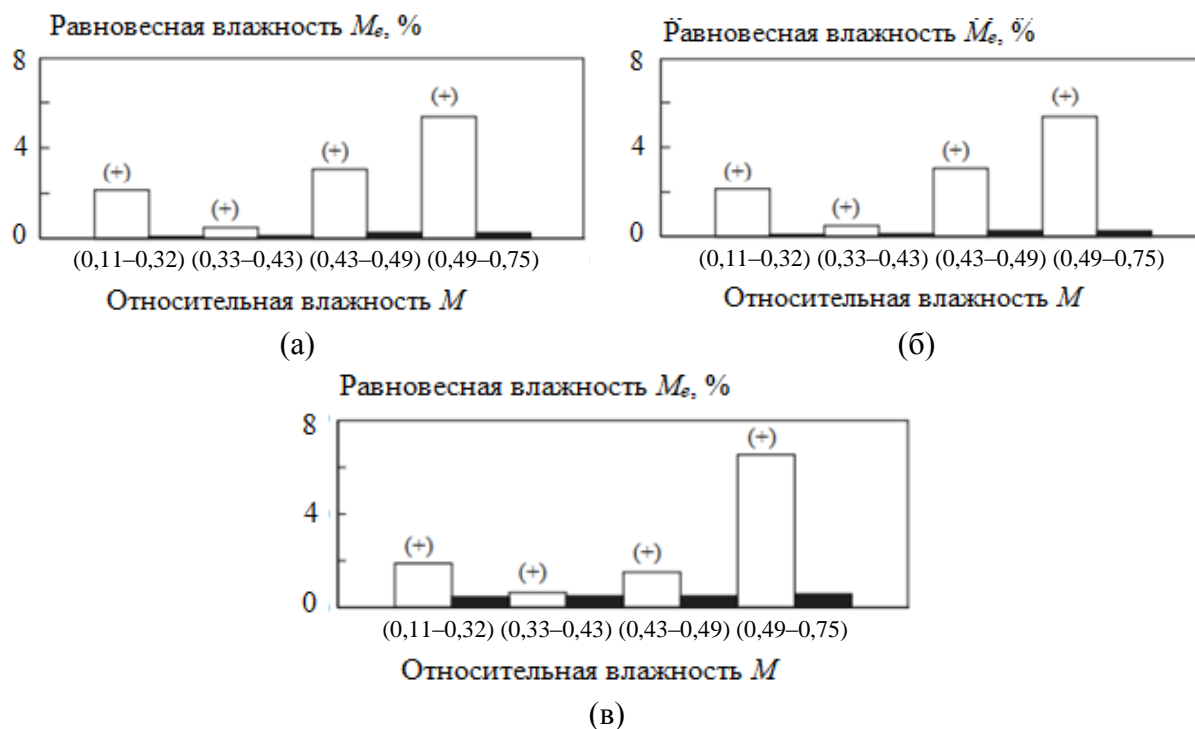 Равновесная влажность Mₑ, %
8
(+)
(+)
4
(+)
(+)
0
(0,11–0,32) (0,33–0,43) (0,43–0,49) (0,49–0,75)
Относительная влажность M
(а)
Равновесная влажность Mₑ, %
8
(+)
(+)
4
(+)
(+)
0
(0,11–0,32) (0,33–0,43) (0,43–0,49) (0,49–0,75)
Относительная влажность M
(б)
Равновесная влажность Mₑ, %
8
(+)
4
(+)
(+)
(+)
0
(0,11–0,32) (0,33–0,43) (0,43–0,49) (0,49–0,75)
Относительная влажность M
(в)